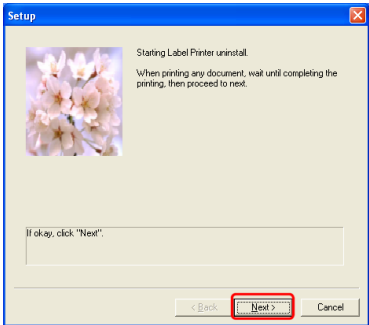 Setup
Starting Label Printer uninstall.
When printing any document, wait until completing the
printing, then proceed to next.
If okay, click "Next".
< Back
Next >
Cancel